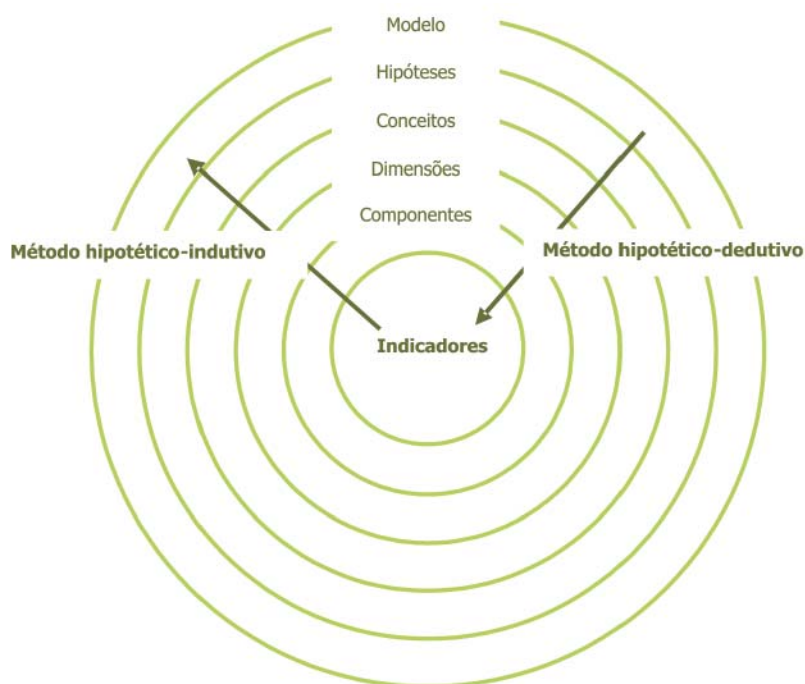 Modelo
Hipóteses
Conceitos
Dimensões
Componentes
Método hipotético-indutivo
Método hipotético-dedutivo
Indicadores